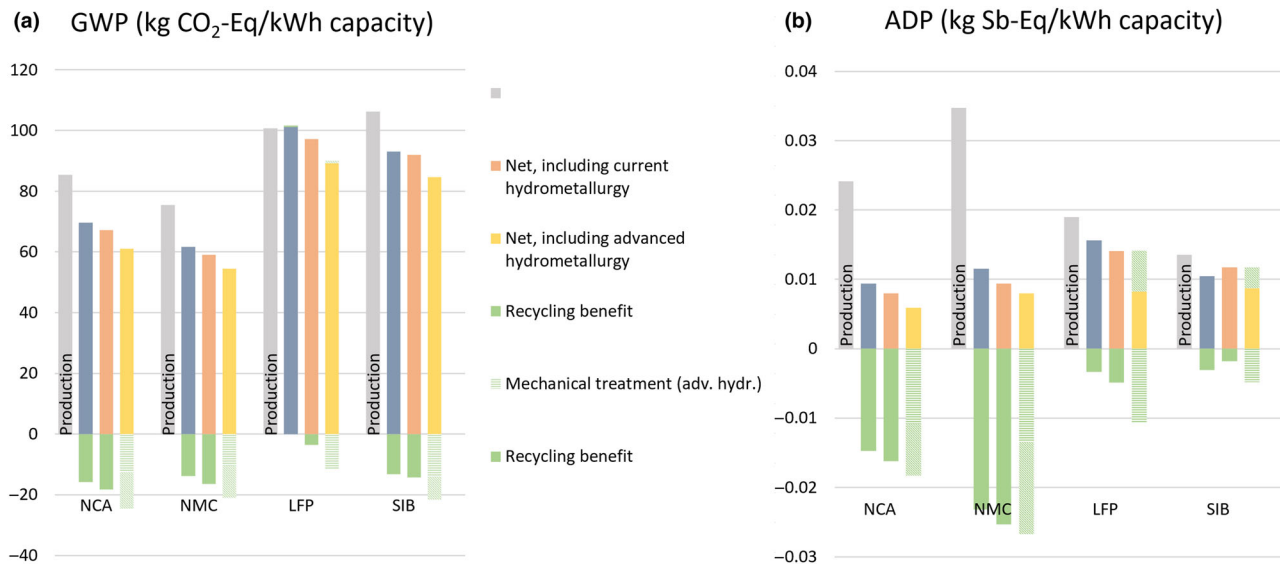 (a) GWP (kg CO₂-Eq/kWh capacity)
120
100
80
60
40
20
0
–20
–40
Production
Production
Production
Production
NCA
NMC
LFP
SIB
Net, including current
hydrometallurgy
Net, including advanced
hydrometallurgy
Recycling benefit
Mechanical treatment (adv. hydr.)
Recycling benefit
(b) ADP (kg Sb-Eq/kWh capacity)
0.04
0.03
0.02
0.01
0
–0.01
–0.02
–0.03
Production
Production
Production
Production
NCA
NMC
LFP
SIB